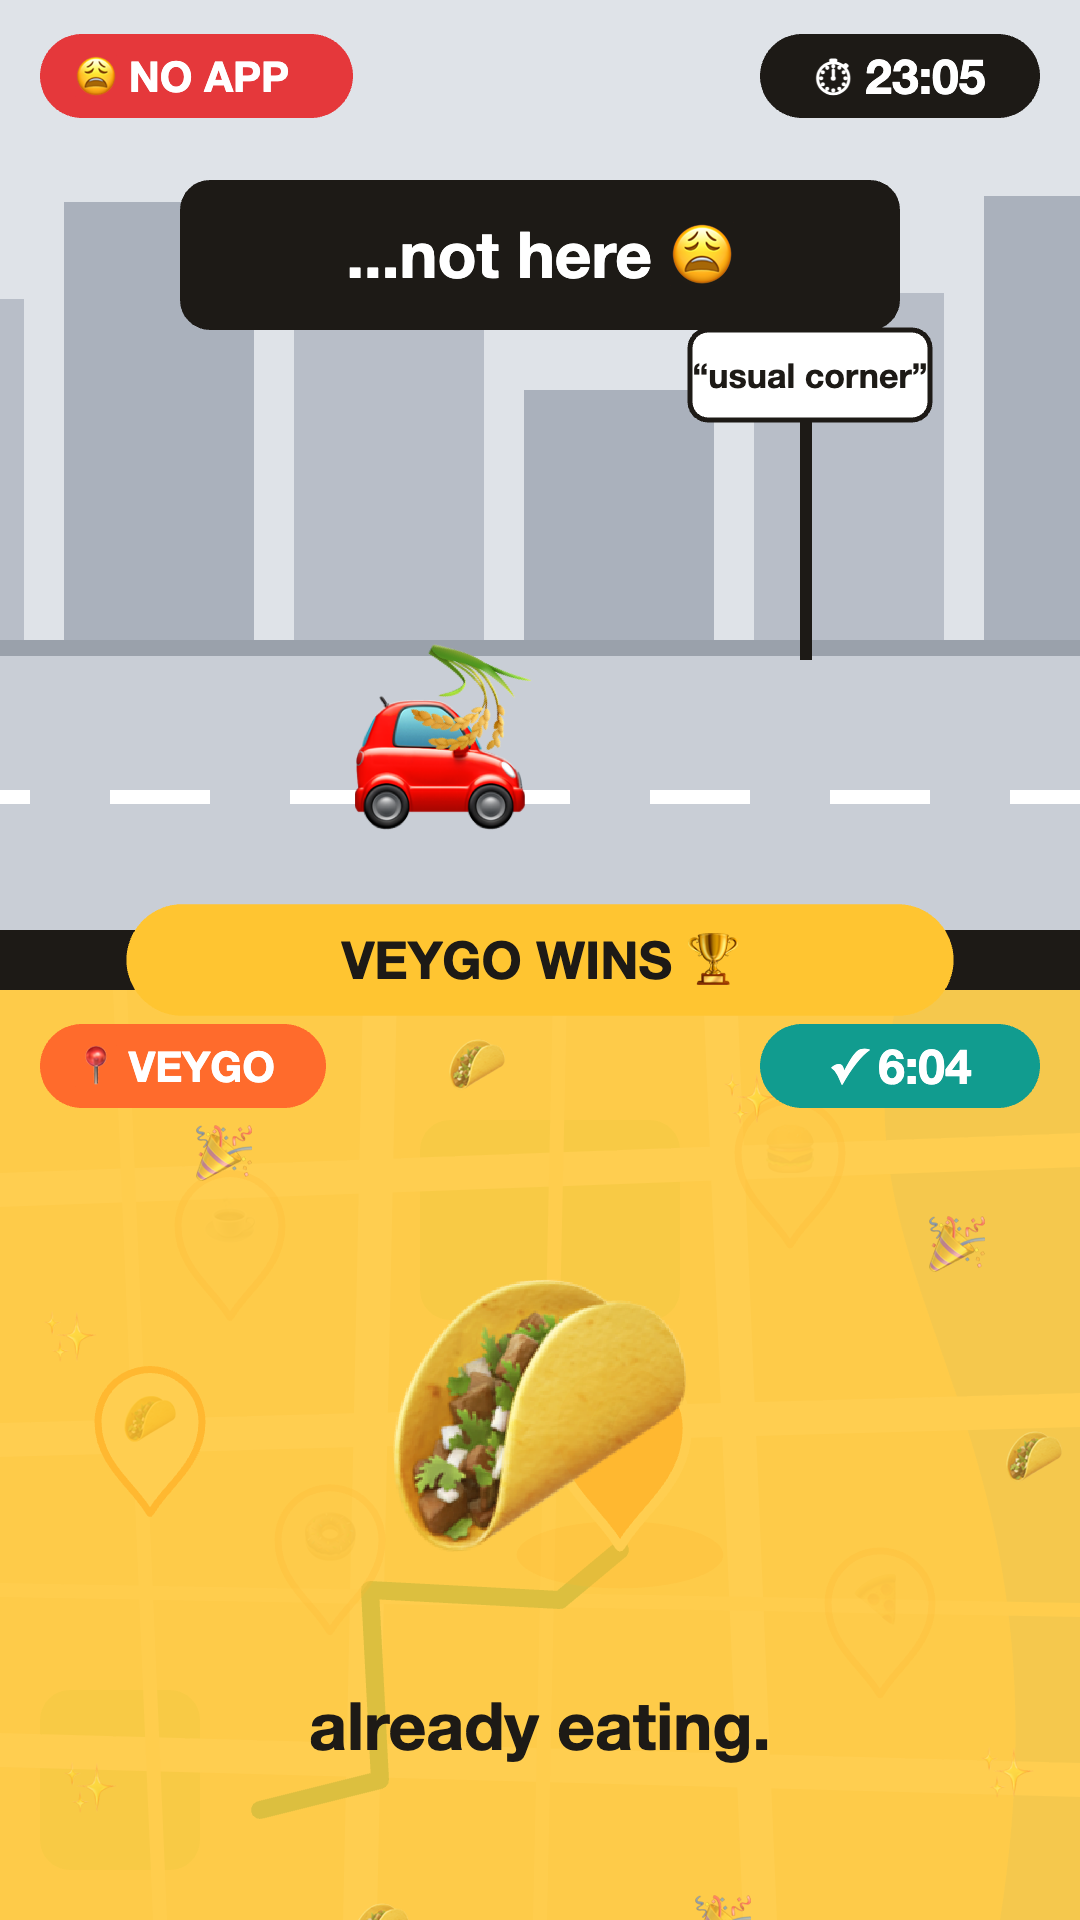 😩 NO APP
⏱ 23:05
...not here 😩
“usual corner”
VEYGO WINS 🏆
📍 VEYGO
✓ 6:04
already eating.